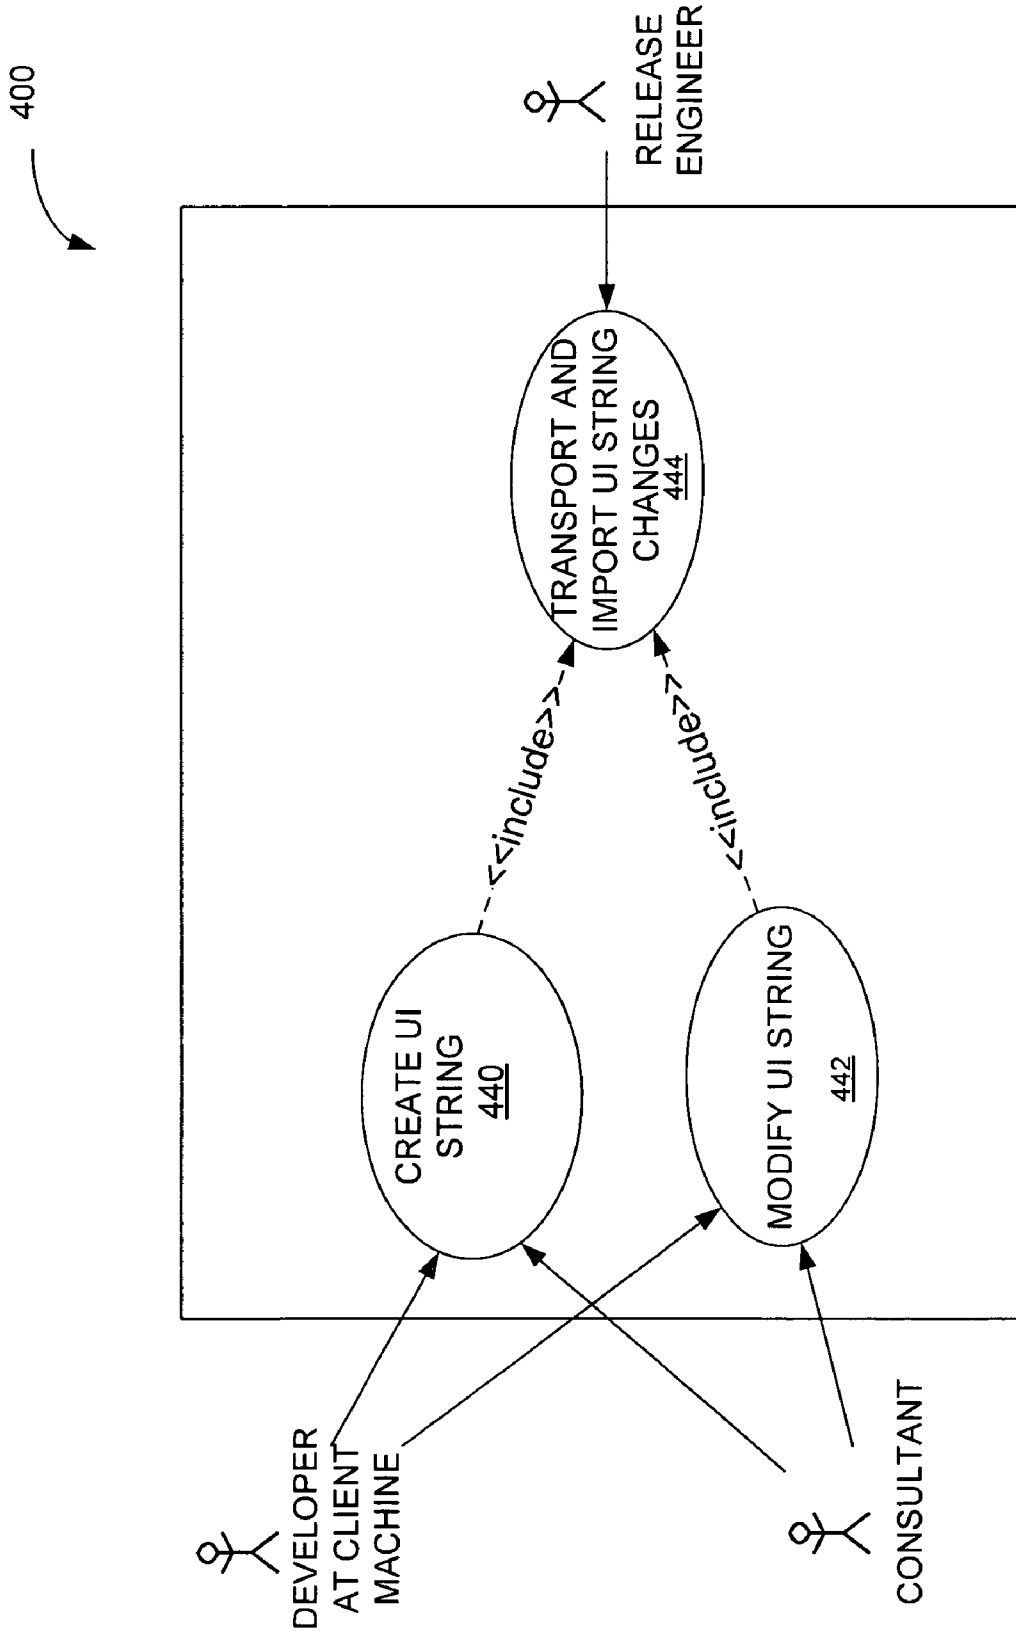 400
DEVELOPER
AT CLIENT
MACHINE
CREATE UI
STRING
440
<<include>>
TRANSPORT AND
IMPORT UI STRING
CHANGES
444
RELEASE
ENGINEER
CONSULTANT
MODIFY UI STRING
442
<<include>>